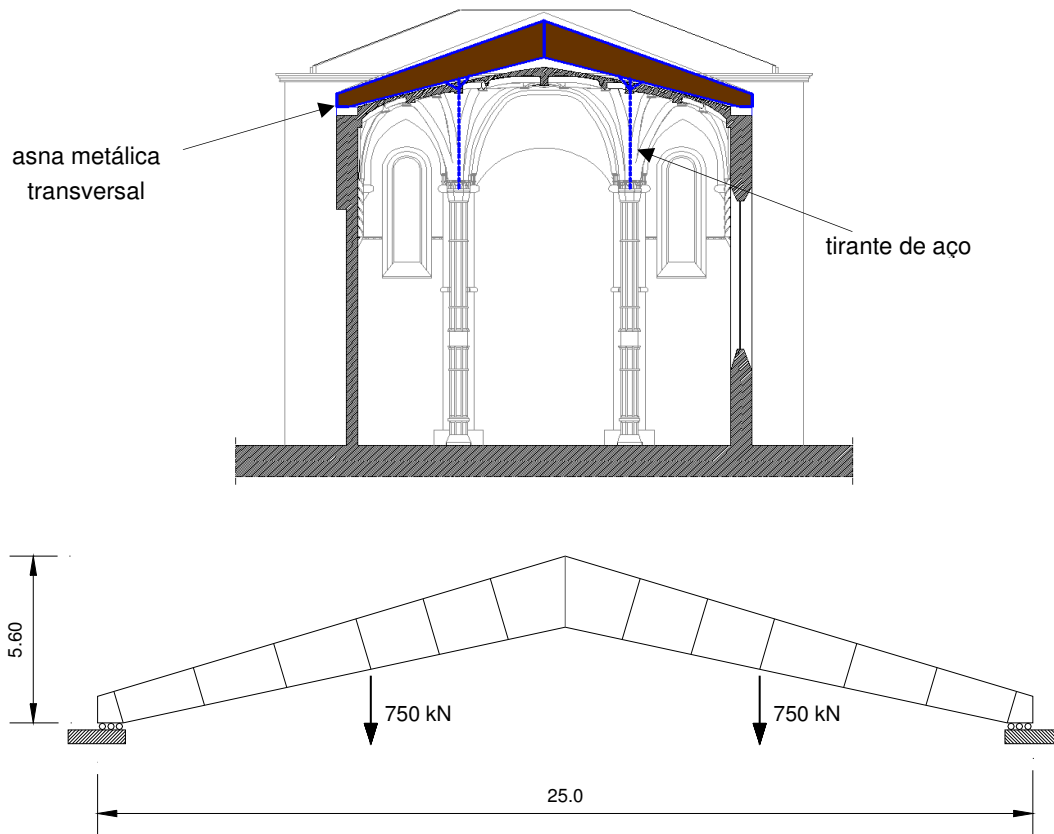 asna metálica
transversal
tirante de aço
5.60
750 kN
750 kN
25.0